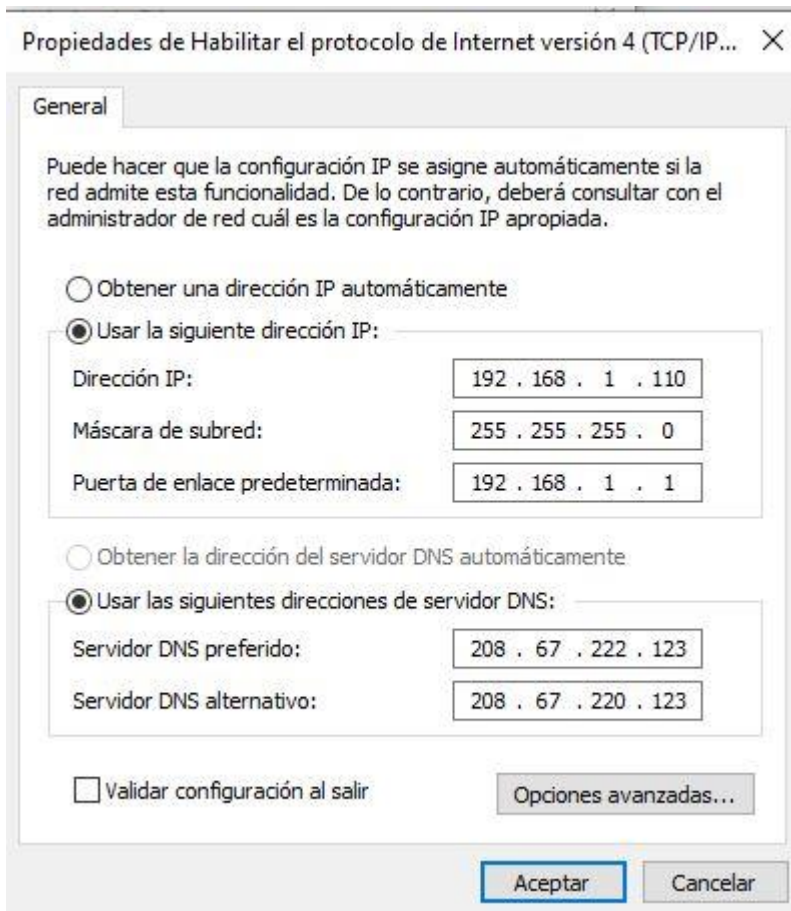 Propiedades de Habilitar el protocolo de Internet versión 4 (TCP/IP...
General
Puede hacer que la configuración IP se asigne automáticamente si la
red admite esta funcionalidad. De lo contrario, deberá consultar con el
administrador de red cuál es la configuración IP apropiada.
Obtener una dirección IP automáticamente
Usar la siguiente dirección IP:
Dirección IP: 192 . 168 . 1 . 110
Máscara de subred: 255 . 255 . 255 . 0
Puerta de enlace predeterminada: 192 . 168 . 1 . 1
Obtener la dirección del servidor DNS automáticamente
Usar las siguientes direcciones de servidor DNS:
Servidor DNS preferido: 208 . 67 . 222 . 123
Servidor DNS alternativo: 208 . 67 . 220 . 123
Validar configuración al salir Opciones avanzadas...
Aceptar Cancelar